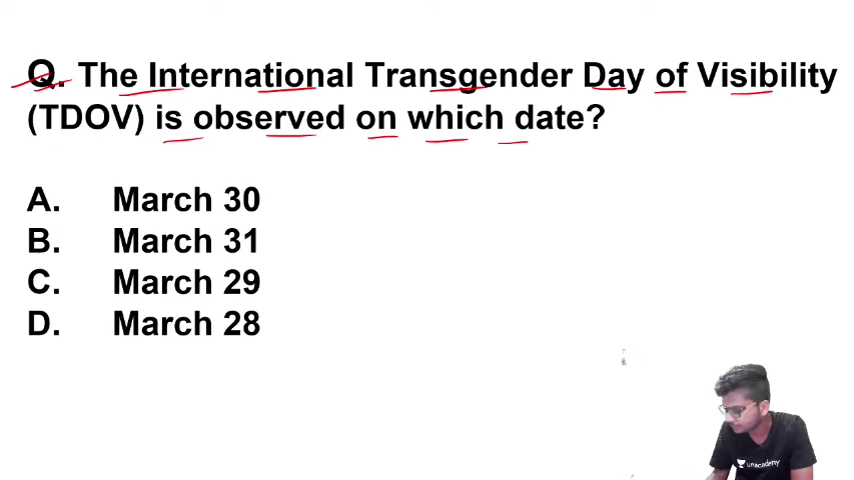 Q. The International Transgender Day of Visibility
(TDOV) is observed on which date?
A. March 30
B. March 31
C. March 29
D. March 28
unacademy